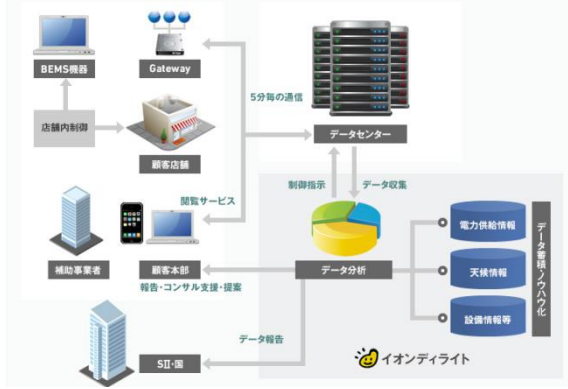 BEMS機器
Gateway
5分毎の通信
店舗内制御
データセンター
顧客店舗
制御指示
データ収集
閲覧サービス
電力供給情報
補助事業者
顧客本部
データ分析
天候情報
データ蓄積・ノウハウ化
報告・コンサル支援・提案
設備情報等
データ報告
SII・国
イオンディライト